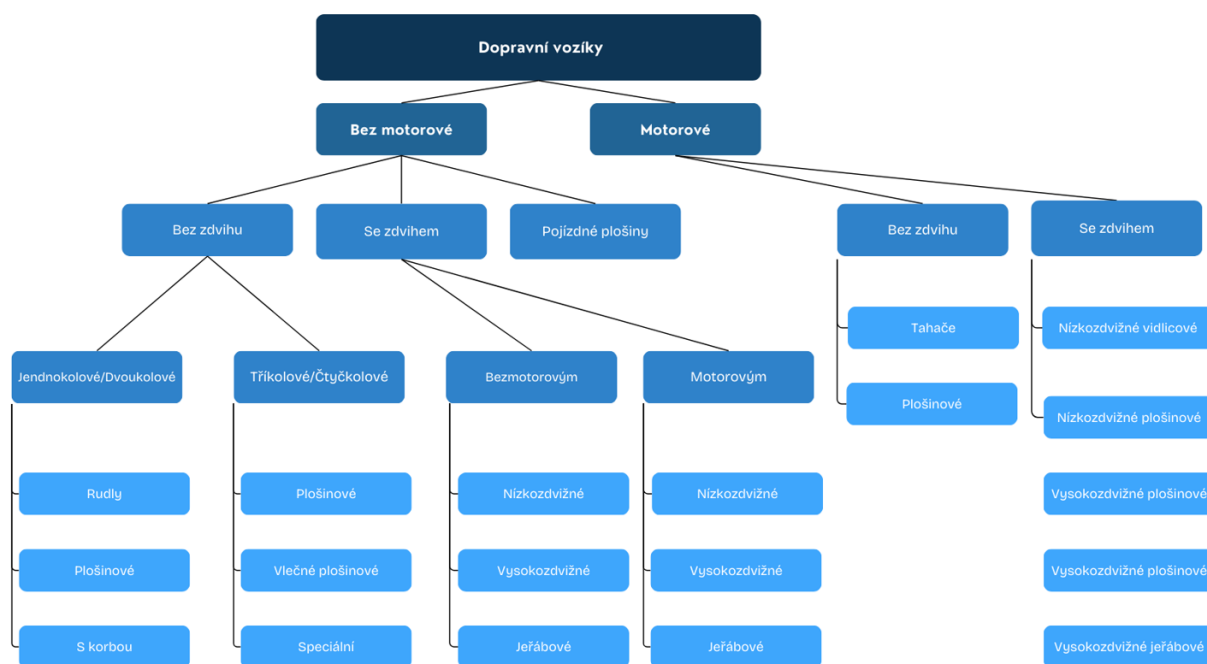 Dopravní vozíky
Bez motorové
Motorové
Bez zdvihu
Se zdvihem
Pojízdné plošiny
Bez zdvihu
Se zdvihem
Jendnokolové/Dvoukolové
Tříkolové/Čtyčkolové
Bezmotorovým
Motorovým
Tahače
Nízkozdvižné vidlicové
Plošinové
Nízkozdvižné plošinové
Rudly
Plošinové
Nízkozdvižné
Nízkozdvižné
Vysokozdvižné plošinové
Plošinové
Vlečné plošinové
Vysokozdvižné
Vysokozdvižné
Vysokozdvižné plošinové
S korbou
Speciální
Jeřábové
Jeřábové
Vysokozdvižné jeřábové